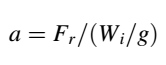 a = F_r/(W_i/g)